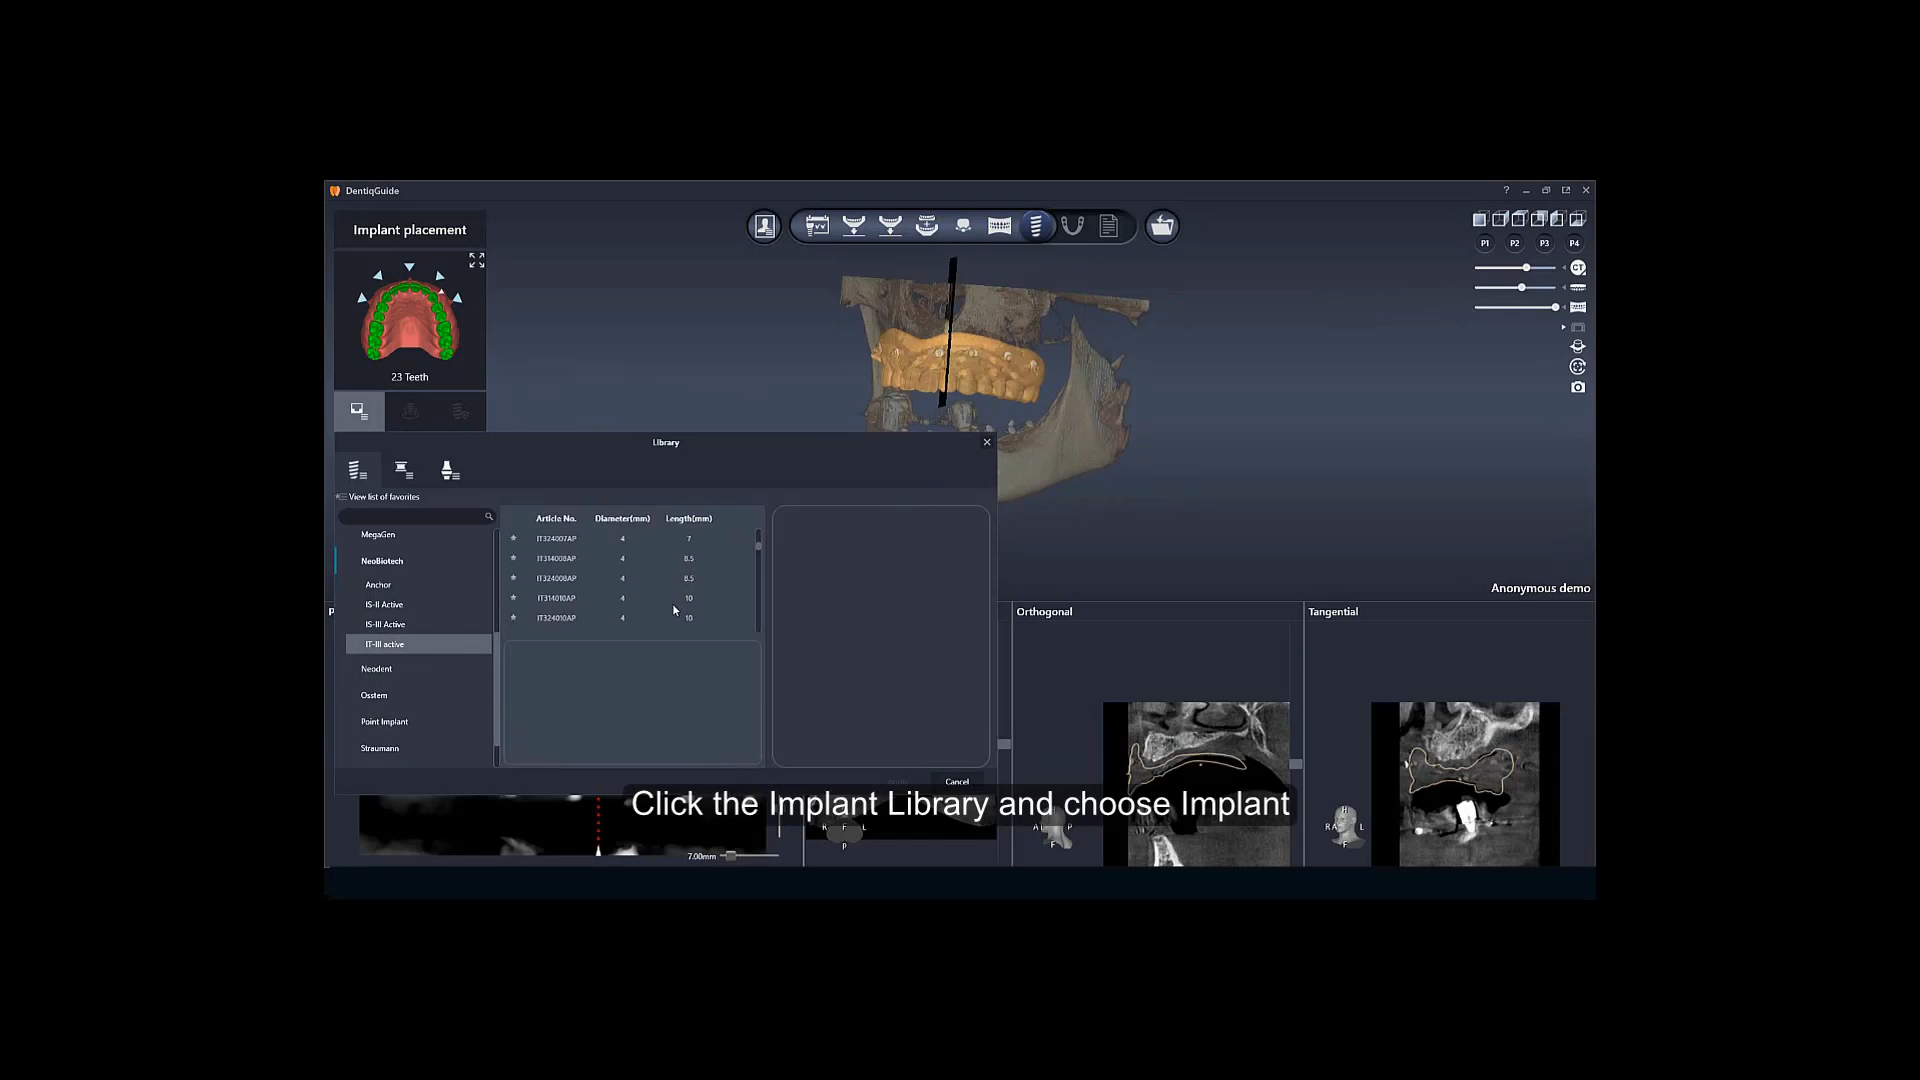 DentiqGuide
Implant placement
P1 P2 P3 P4
CT
23 Teeth
Library
View list of favorites
Article No. Diameter(mm) Length(mm)
MegaGen
NeoBiotech
Anchor
IS-II Active
IS-III Active
IT-III active
Neodent
Osstem
Point Implant
Straumann
IT324007AP 4 7
IT314008AP 4 8.5
IT324008AP 4 8.5
IT314010AP 4 10
IT324010AP 4 10
Cancel
Anonymous demo
Orthogonal
Tangential
Click the Implant Library and choose Implant
R F L
P
A P
F
H
RA L
F
7.00mm